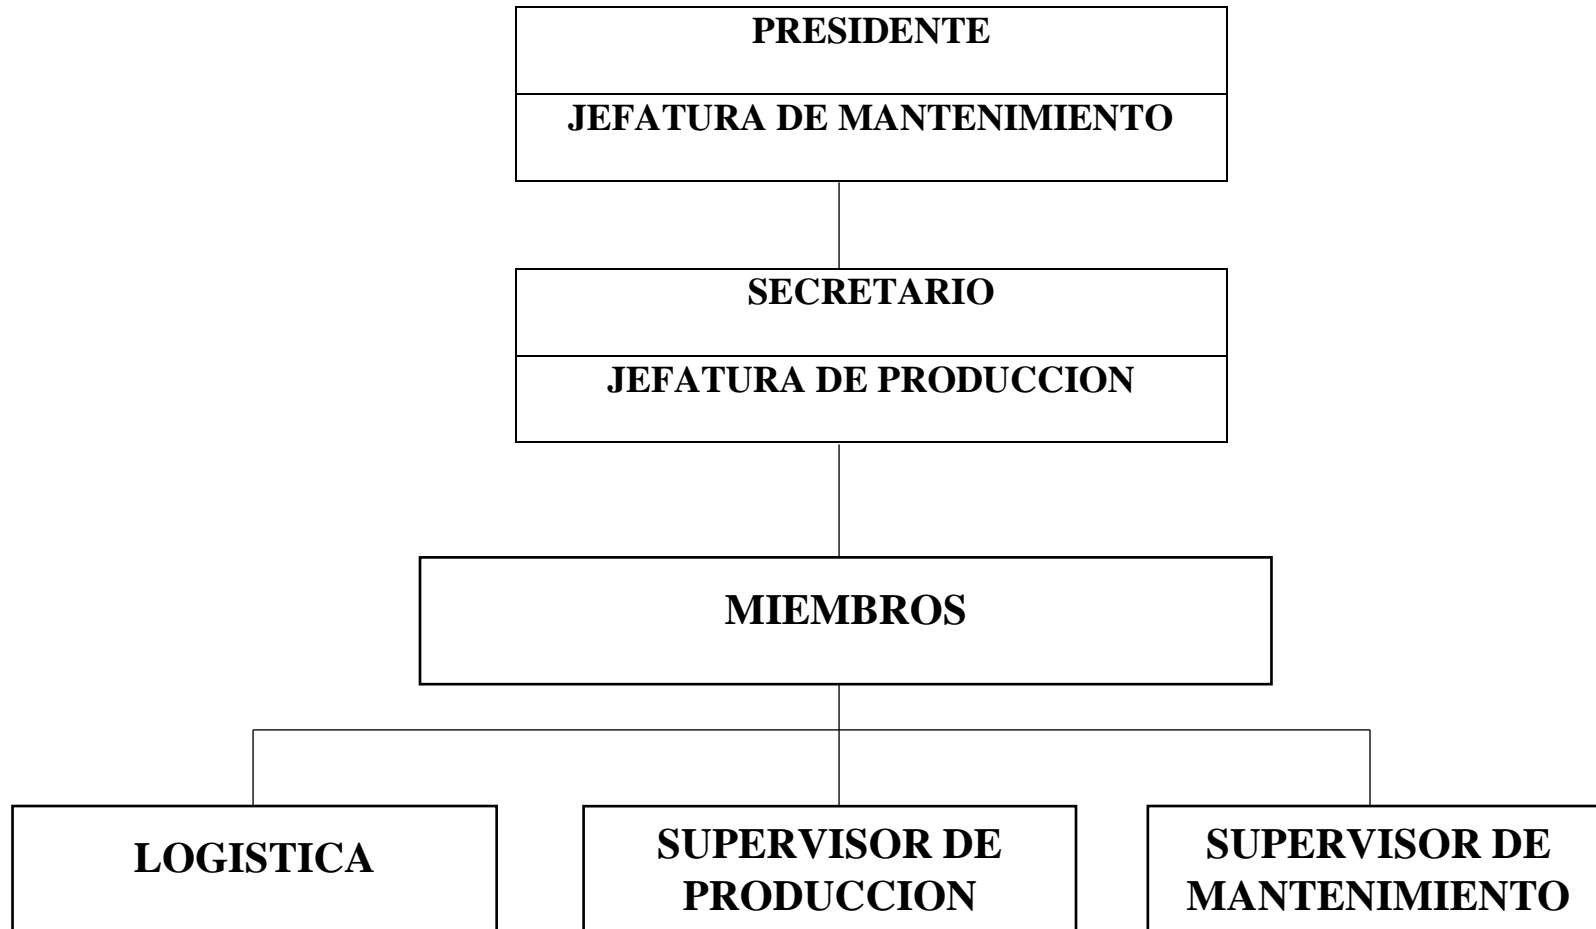 PRESIDENTE
JEFATURA DE MANTENIMIENTO
SECRETARIO
JEFATURA DE PRODUCCION
MIEMBROS
LOGISTICA
SUPERVISOR DE
PRODUCCION
SUPERVISOR DE
MANTENIMIENTO